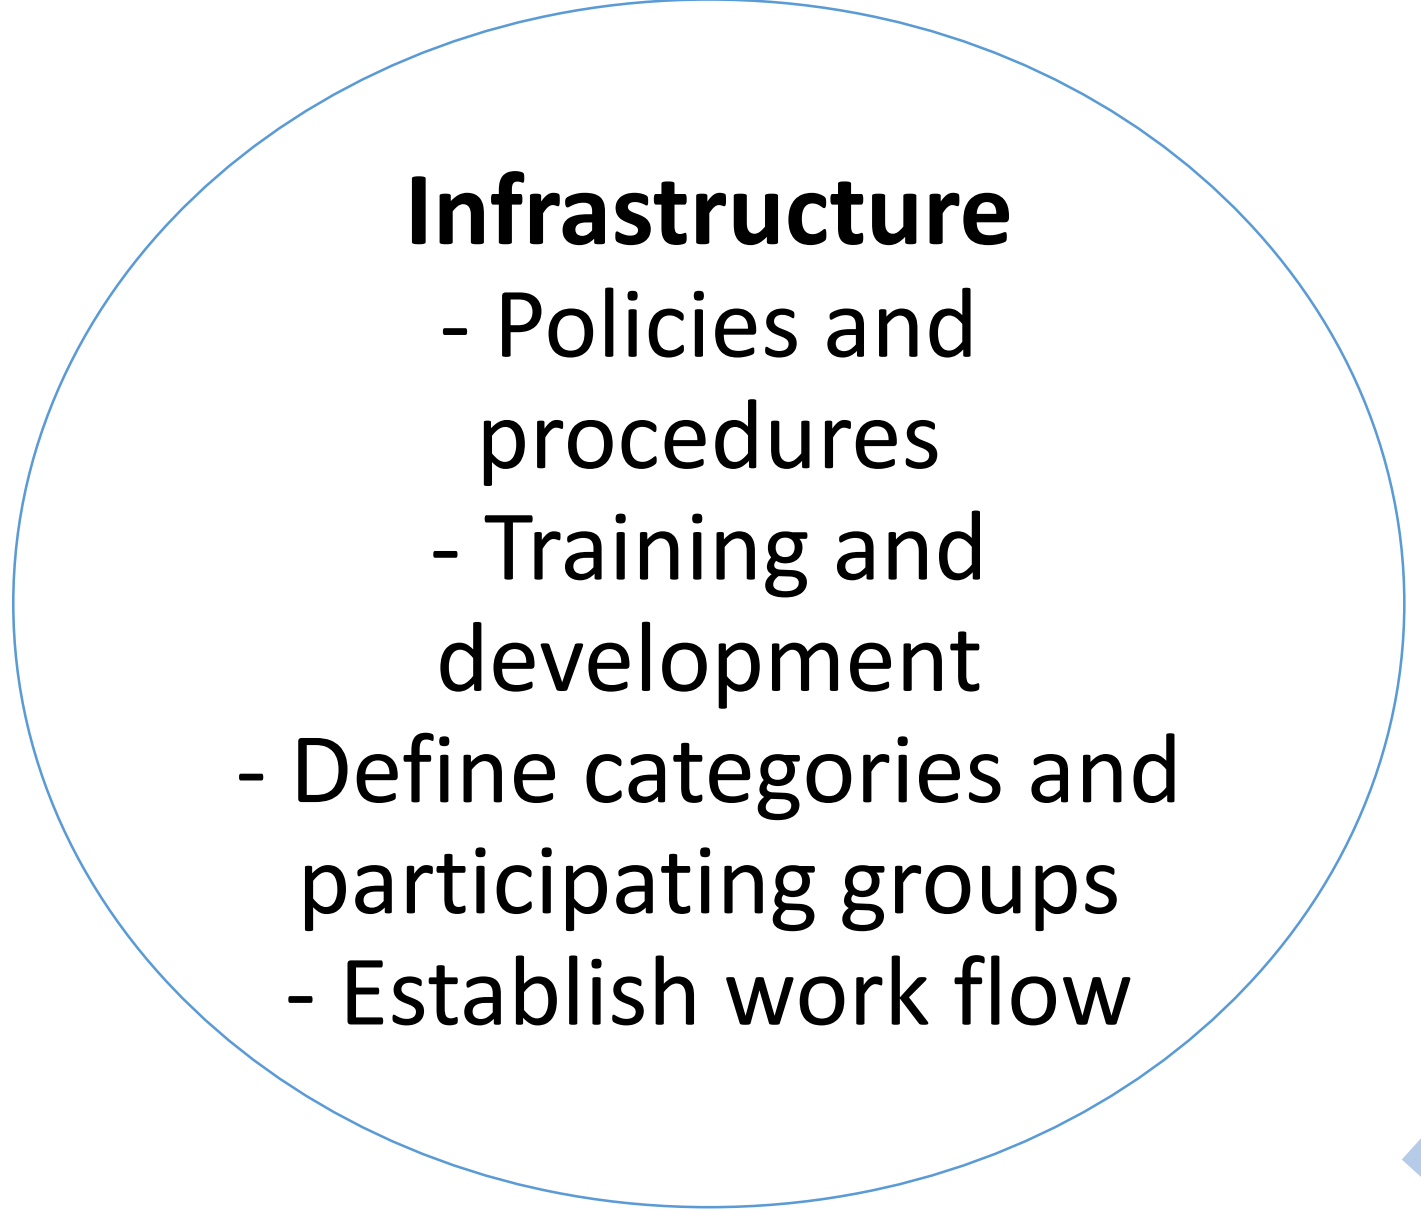 Infrastructure
- Policies and
procedures
- Training and
development
- Define categories and
participating groups
- Establish work flow